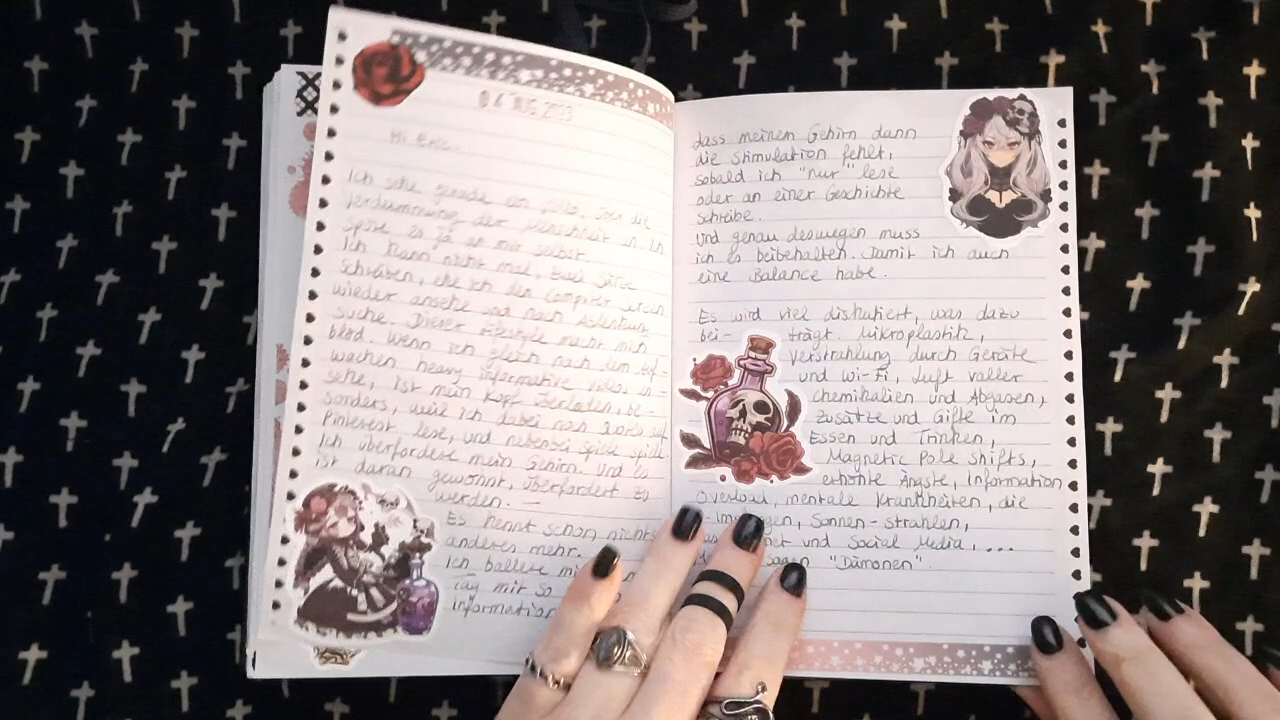 04 AUG 2023
Hi Eric.
Ich sehe gerade ein Video, über die
Verdummung der Menschheit an. Ich
spüre es ja an mir selbst.
Ich kann nicht mal, zwei Sätze
schreiben, ehe ich den Computer
wieder ansehe und nach
suche. Dieser Lifestyle macht mich
blöd. Wenn ich gleich nach dem Auf-
wachen heavy informative Videos an-
sehe, ist mein Kopf überladen, be-
sonders, weil ich dabei noch auf
Pinterest lese, und nebenbei Spiele spiele.
Ich überfordere mein Gehirn. Und es
ist daran gewöhnt, überfordert zu
werden. —
Es kennt schon nichts
anderes mehr.
Ich ballere
Tag mit so
information
dass meinem Gehirn dann
die stimulation fehlt,
sobald ich "nur" lese
oder an einer Geschichte
schreibe.
und genau deswegen muss
ich es beibehalten. Damit ich auch
eine Balance habe.
Es wird viel diskutiert, was dazu
bei- trägt. Mikroplastik,
Verstrahlung durch Geräte
und Wi-Fi, Luft voller
Chemikalien und Abgasen,
Zusätze und Gifte im
Essen und Trinken,
Magnetic Pole shifts,
erhöhte Ängste, Information
Overload, mentale Krankheiten, die
Sonnen-strahlen,
und Social Media, ...
sagen "Dämonen".